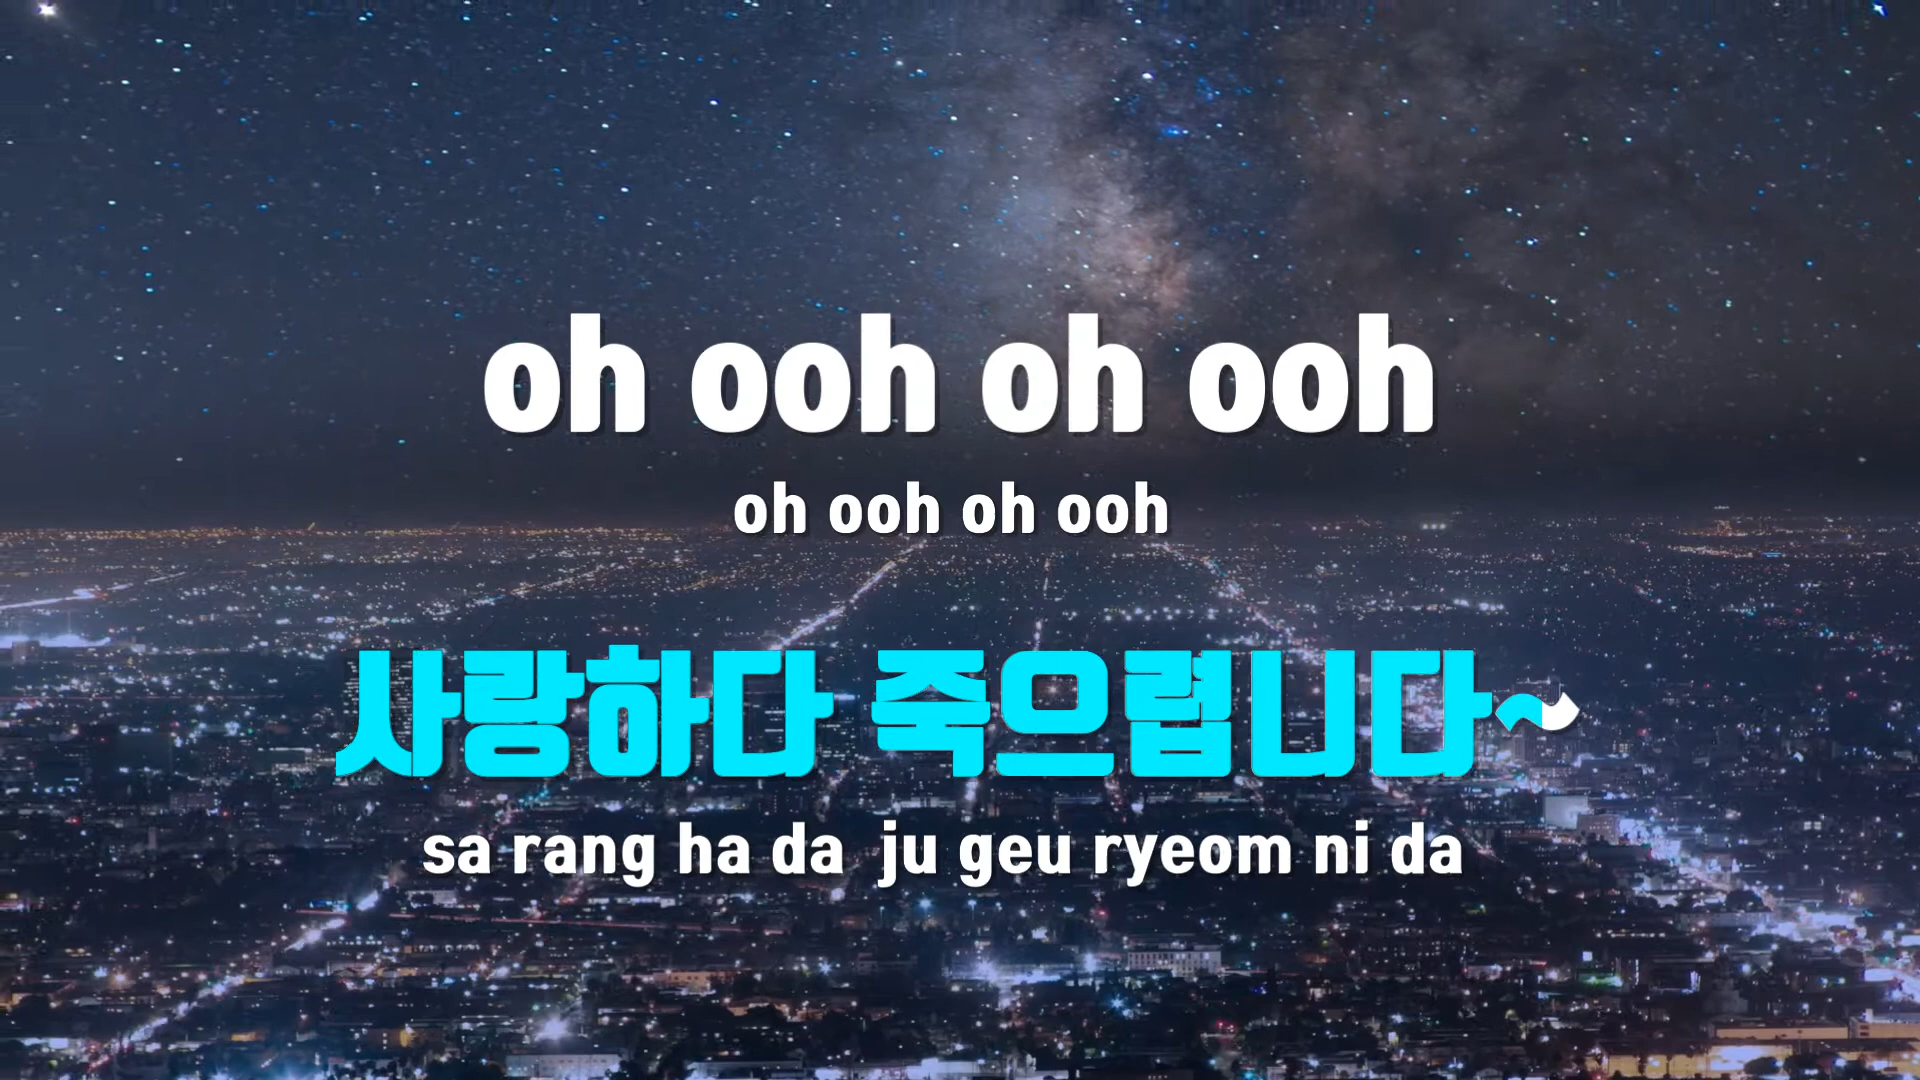 oh ooh oh ooh
oh ooh oh ooh
사랑하다 죽으렵니다~
sa rang ha da ju geu ryeom ni da